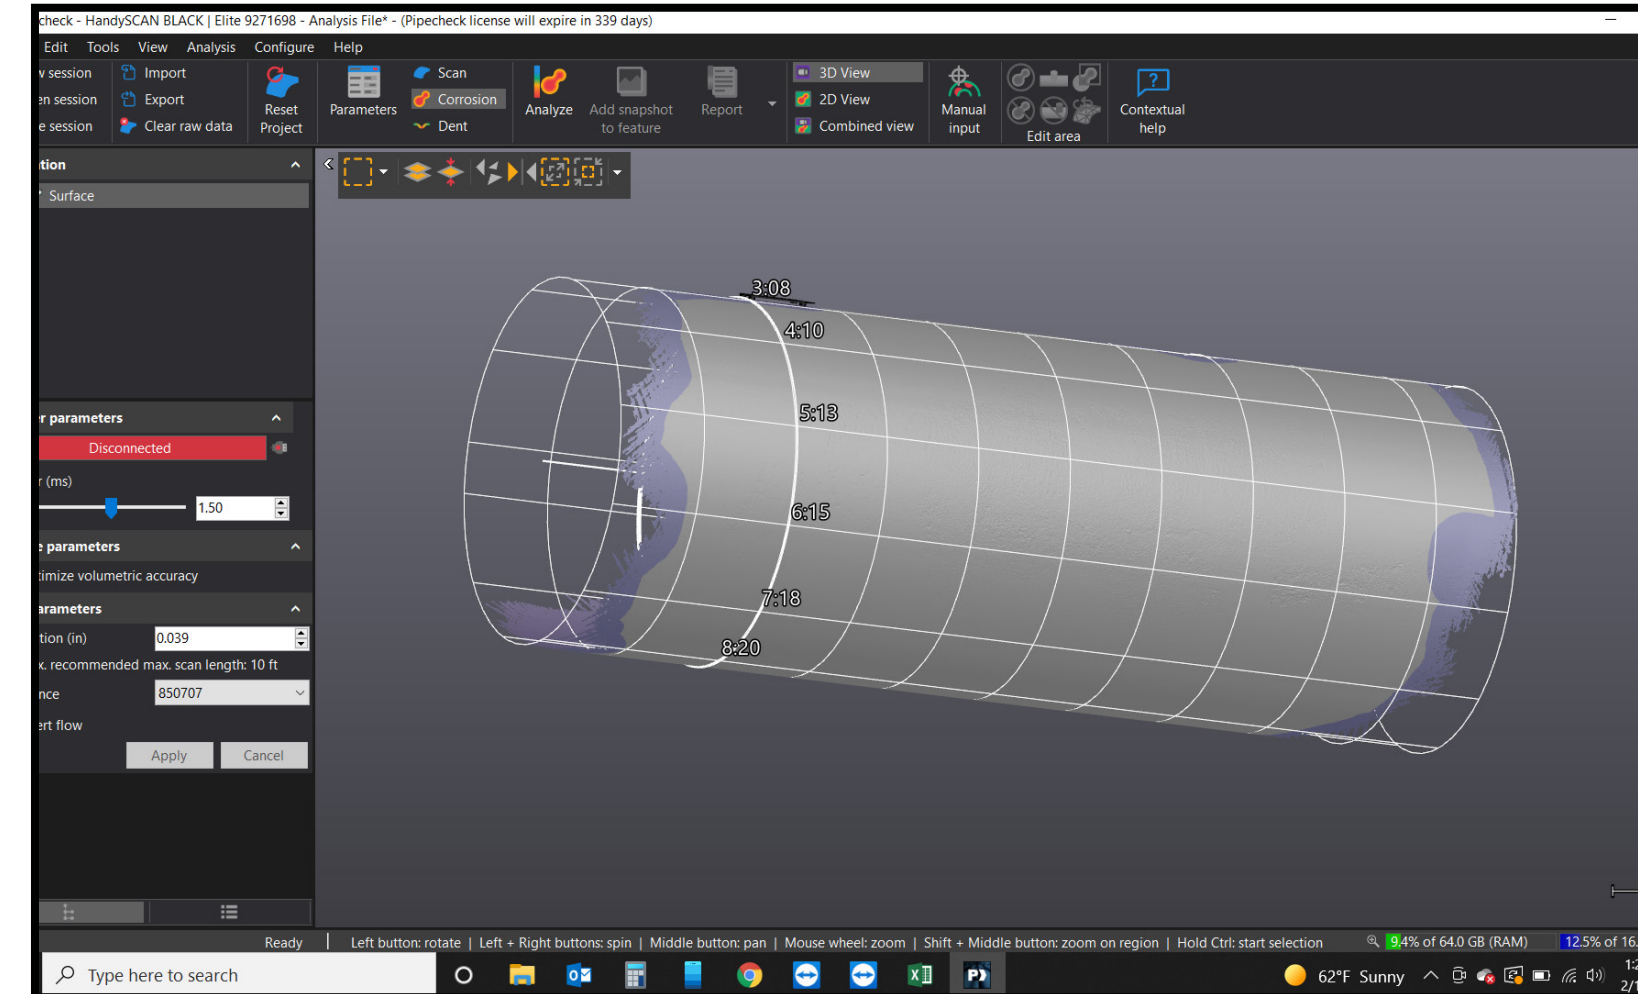 check - HandySCAN BLACK | Elite 9271698 - Analysis File* - (Pipecheck license will expire in 339 days)
Edit Tools View Analysis Configure Help
session Import
en session Export
e session Clear raw data
Reset Project
Parameters
Scan
Corrosion
Dent
Analyze
Add snapshot to feature
Report
3D View
2D View
Combined view
Manual input
Edit area
Contextual help
tion
Surface
r parameters
Disconnected
r (ms)
1.50
e parameters
timize volumetric accuracy
arameters
tion (in) 0.039
x. recommended max. scan length: 10 ft
nce 850707
ert flow
Apply Cancel
3:08
4:10
5:13
6:15
7:18
8:20
Ready Left button: rotate | Left + Right buttons: spin | Middle button: pan | Mouse wheel: zoom | Shift + Middle button: zoom on region | Hold Ctrl: start selection 9.4% of 64.0 GB (RAM) 12.5% of 16.
Type here to search
62°F Sunny
1:2
2/1